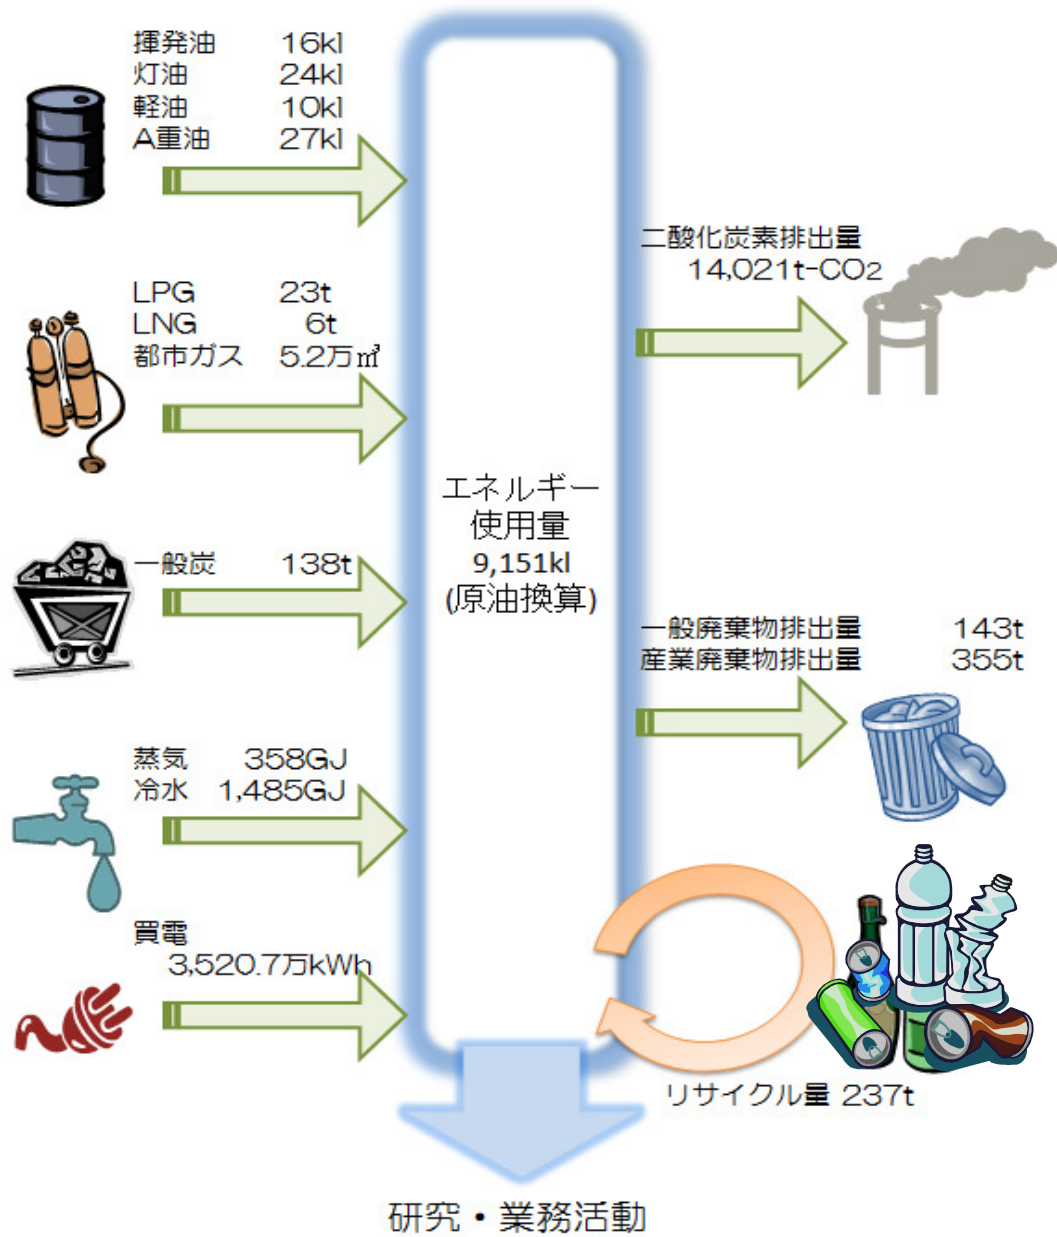 揮発油 16kl
灯油 24kl
軽油 10kl
A重油 27kl
LPG 23t
LNG 6t
都市ガス 5.2万㎥
一般炭 138t
蒸気 358GJ
冷水 1,485GJ
買電
3,520.7万kWh
エネルギー
使用量
9,151kl
(原油換算)
二酸化炭素排出量
14,021t-CO2
一般廃棄物排出量 143t
産業廃棄物排出量 355t
リサイクル量 237t
研究・業務活動